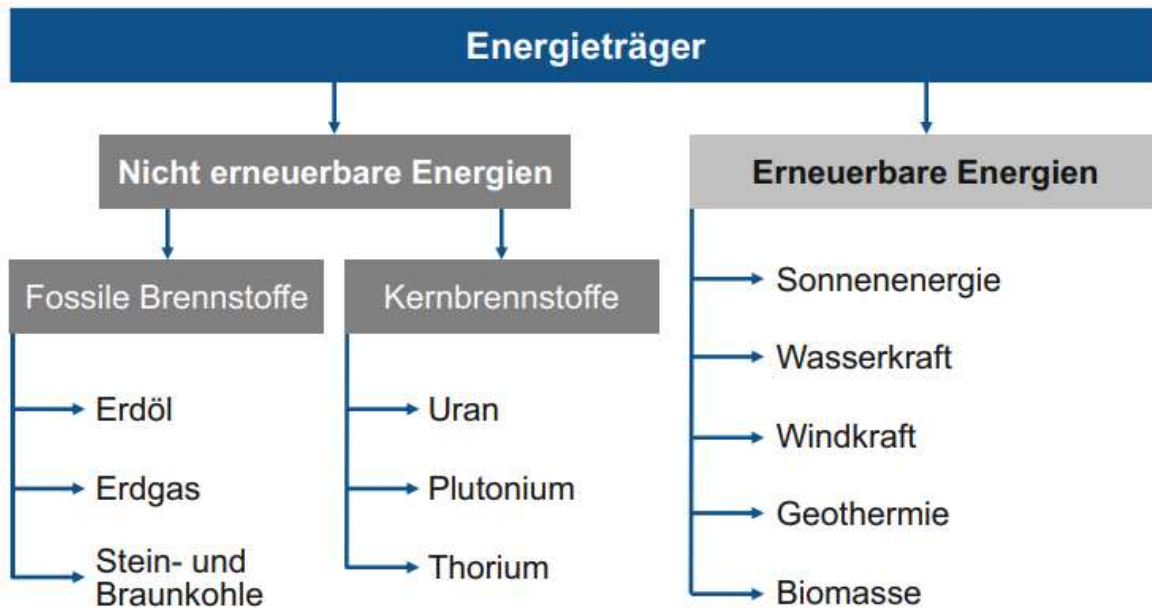 Energieträger
Nicht erneuerbare Energien
Erneuerbare Energien
Fossile Brennstoffe
Kernbrennstoffe
Erdöl
Erdgas
Stein- und
Braunkohle
Uran
Plutonium
Thorium
Sonnenenergie
Wasserkraft
Windkraft
Geothermie
Biomasse